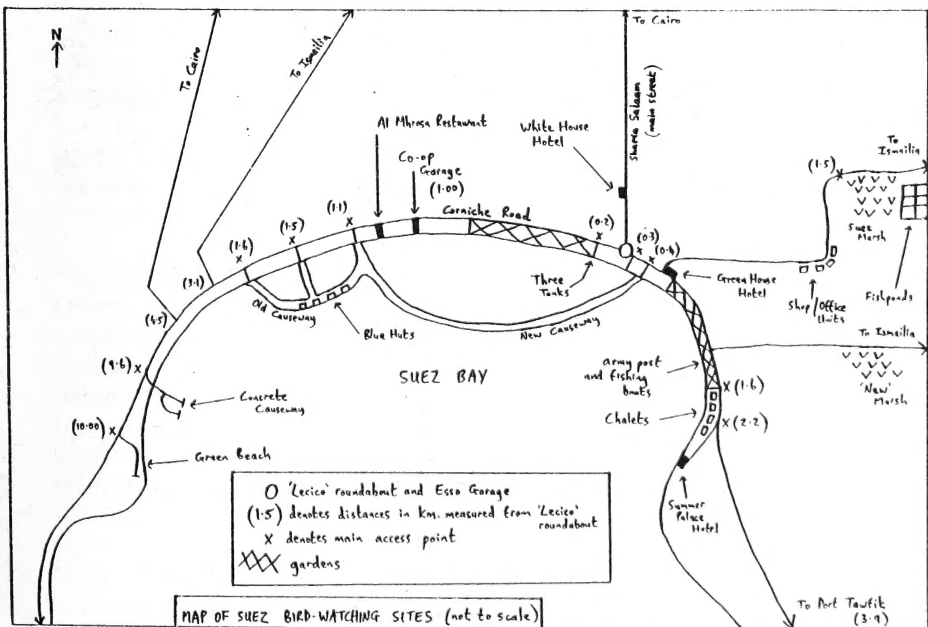 N
To Cairo
To Ismailia
To Cairo
Sharia Salaam
(main street)
Al Mhrosa Restaurant
Co-op
Garage
(1.00)
White House
Hotel
Corniche Road
(1.5)
To
Ismailia
Suez
Marsh
Fishponds
(1.1)
(1.5)
(1.6)
(3.1)
(4.5)
(0.2)
(0.3)
(0.4)
Green House
Hotel
Shop/Office
Units
Three
Tanks
Old Causeway
Blue Huts
New Causeway
SUEZ BAY
To Ismailia
'New' Marsh
army post
and fishing
boats
(1.6)
Chalets
(2.2)
(9.6)
Concrete
Causeway
(10.00)
Green Beach
Summer
Palace
Hotel
O 'Lecico' roundabout and Esso Garage
(1.5) denotes distances in km. measured from 'Lecico'
roundabout
x denotes main access point
gardens
To Port Tawfik
(3.9)
MAP OF SUEZ BIRD-WATCHING SITES (not to scale)